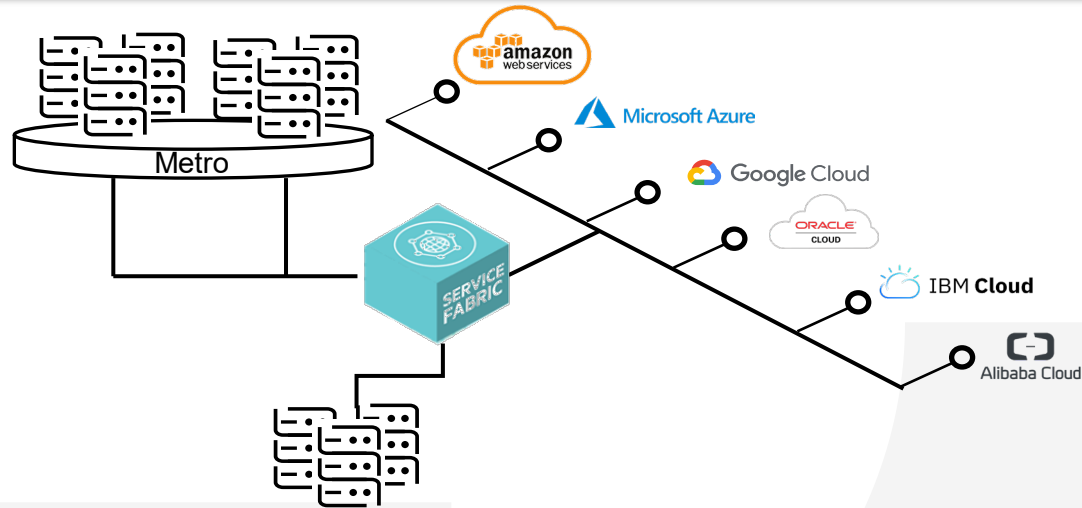 amazon
web services
Microsoft Azure
Metro
Google Cloud
ORACLE
CLOUD
SERVICE
FABRIC
IBM Cloud
Alibaba Cloud